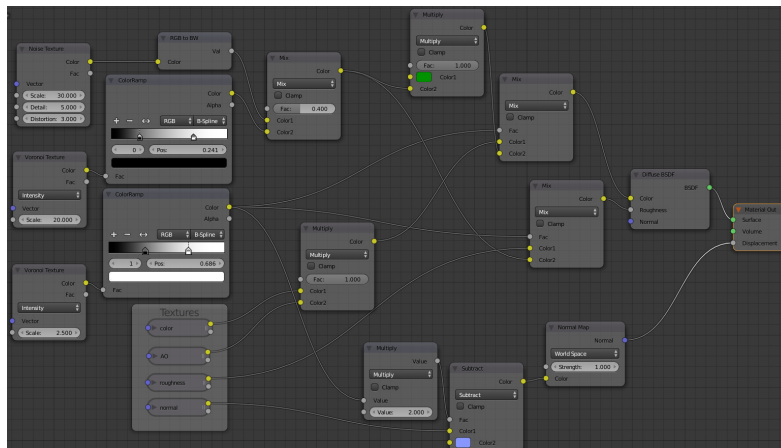 Noise Texture
Color
Fac
Vector
Scale: 30.000
Detail: 5.000
Distortion: 3.000
RGB to BW
Val
Color
ColorRamp
Color
Alpha
RGB
B-Spline
0
Pos: 0.241
Fac
Mix
Color
Mix
Clamp
Fac: 0.400
Color1
Color2
Multiply
Color
Multiply
Clamp
Fac: 1.000
Color1
Color2
Mix
Color
Mix
Clamp
Fac
Color1
Color2
Voronoi Texture
Color
Fac
Intensity
Vector
Scale: 20.000
ColorRamp
Color
Alpha
RGB
B-Spline
1
Pos: 0.686
Fac
Mix
Color
Mix
Clamp
Fac
Color1
Color2
Diffuse BSDF
BSDF
Color
Roughness
Normal
Material Out
Surface
Volume
Displacement
Multiply
Color
Multiply
Clamp
Fac: 1.000
Color1
Color2
Voronoi Texture
Color
Fac
Intensity
Vector
Scale: 2.500
Textures
color
AO
roughness
normal
Multiply
Value
Multiply
Clamp
Value
Value: 2.000
Subtract
Color
Subtract
Clamp
Fac
Color1
Color2
Normal Map
Normal
World Space
Strength: 1.000
Color